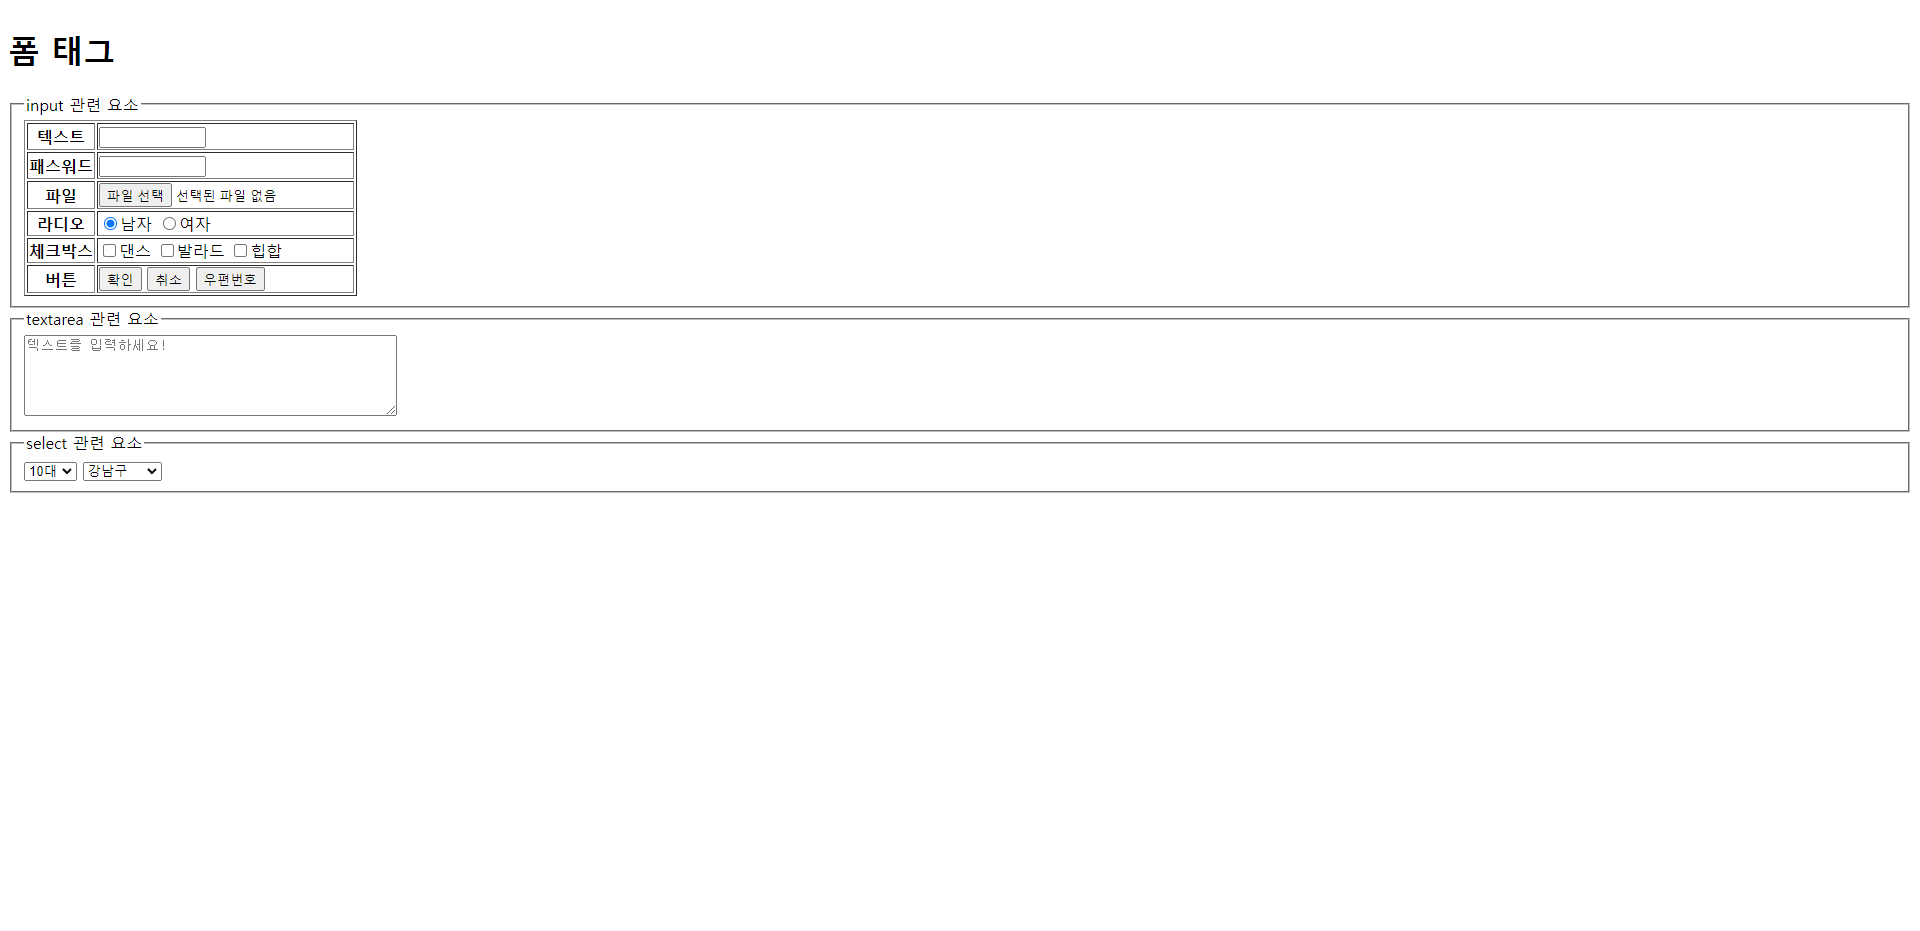 폼 태그
input 관련 요소
텍스트
패스워드
파일 파일 선택 선택된 파일 없음
라디오 남자 여자
체크박스 댄스 발라드 힙합
버튼 확인 취소 우편번호
textarea 관련 요소
텍스트를 입력하세요!
select 관련 요소
10대 강남구